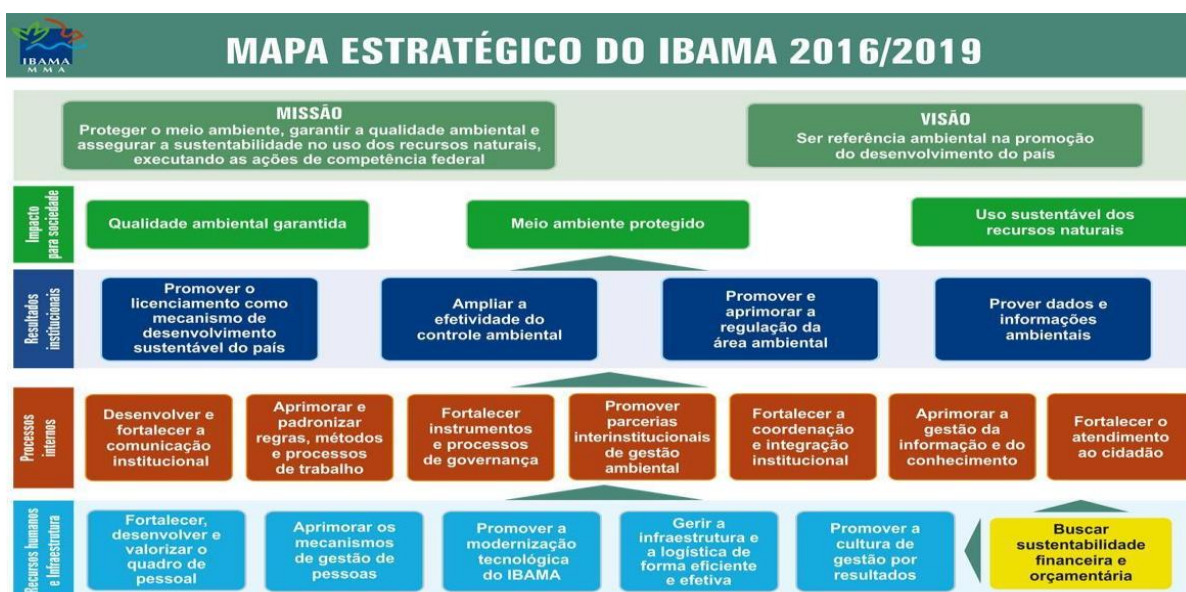 IBAMA
M M A
MAPA ESTRATÉGICO DO IBAMA 2016/2019
MISSÃO
Proteger o meio ambiente, garantir a qualidade ambiental e
assegurar a sustentabilidade no uso dos recursos naturais,
executando as ações de competência federal
VISÃO
Ser referência ambiental na promoção
do desenvolvimento do país
Impacto
para sociedade
Qualidade ambiental garantida
Meio ambiente protegido
Uso sustentável dos
recursos naturais
Resultados
institucionais
Promover o
licenciamento como
mecanismo de
desenvolvimento
sustentável do país
Ampliar a
efetividade do
controle ambiental
Promover e
aprimorar a
regulação da
área ambiental
Prover dados e
informações
ambientais
Processos
internos
Desenvolver e
fortalecer a
comunicação
institucional
Aprimorar e
padronizar
regras, métodos
e processos
de trabalho
Fortalecer
instrumentos
e processos
de governança
Promover
parcerias
interinstitucionais
de gestão
ambiental
Fortalecer a
coordenação
e integração
institucional
Aprimorar a
gestão da
informação e do
conhecimento
Fortalecer o
atendimento
ao cidadão
Recursos humanos
e Infraestrutura
Fortalecer,
desenvolver e
valorizar o
quadro de
pessoal
Aprimorar os
mecanismos
de gestão de
pessoas
Promover a
modernização
tecnológica
do IBAMA
Gerir a
infraestrutura e
a logística de
forma eficiente
e efetiva
Promover a
cultura de
gestão por
resultados
Buscar
sustentabilidade
financeira e
orçamentária